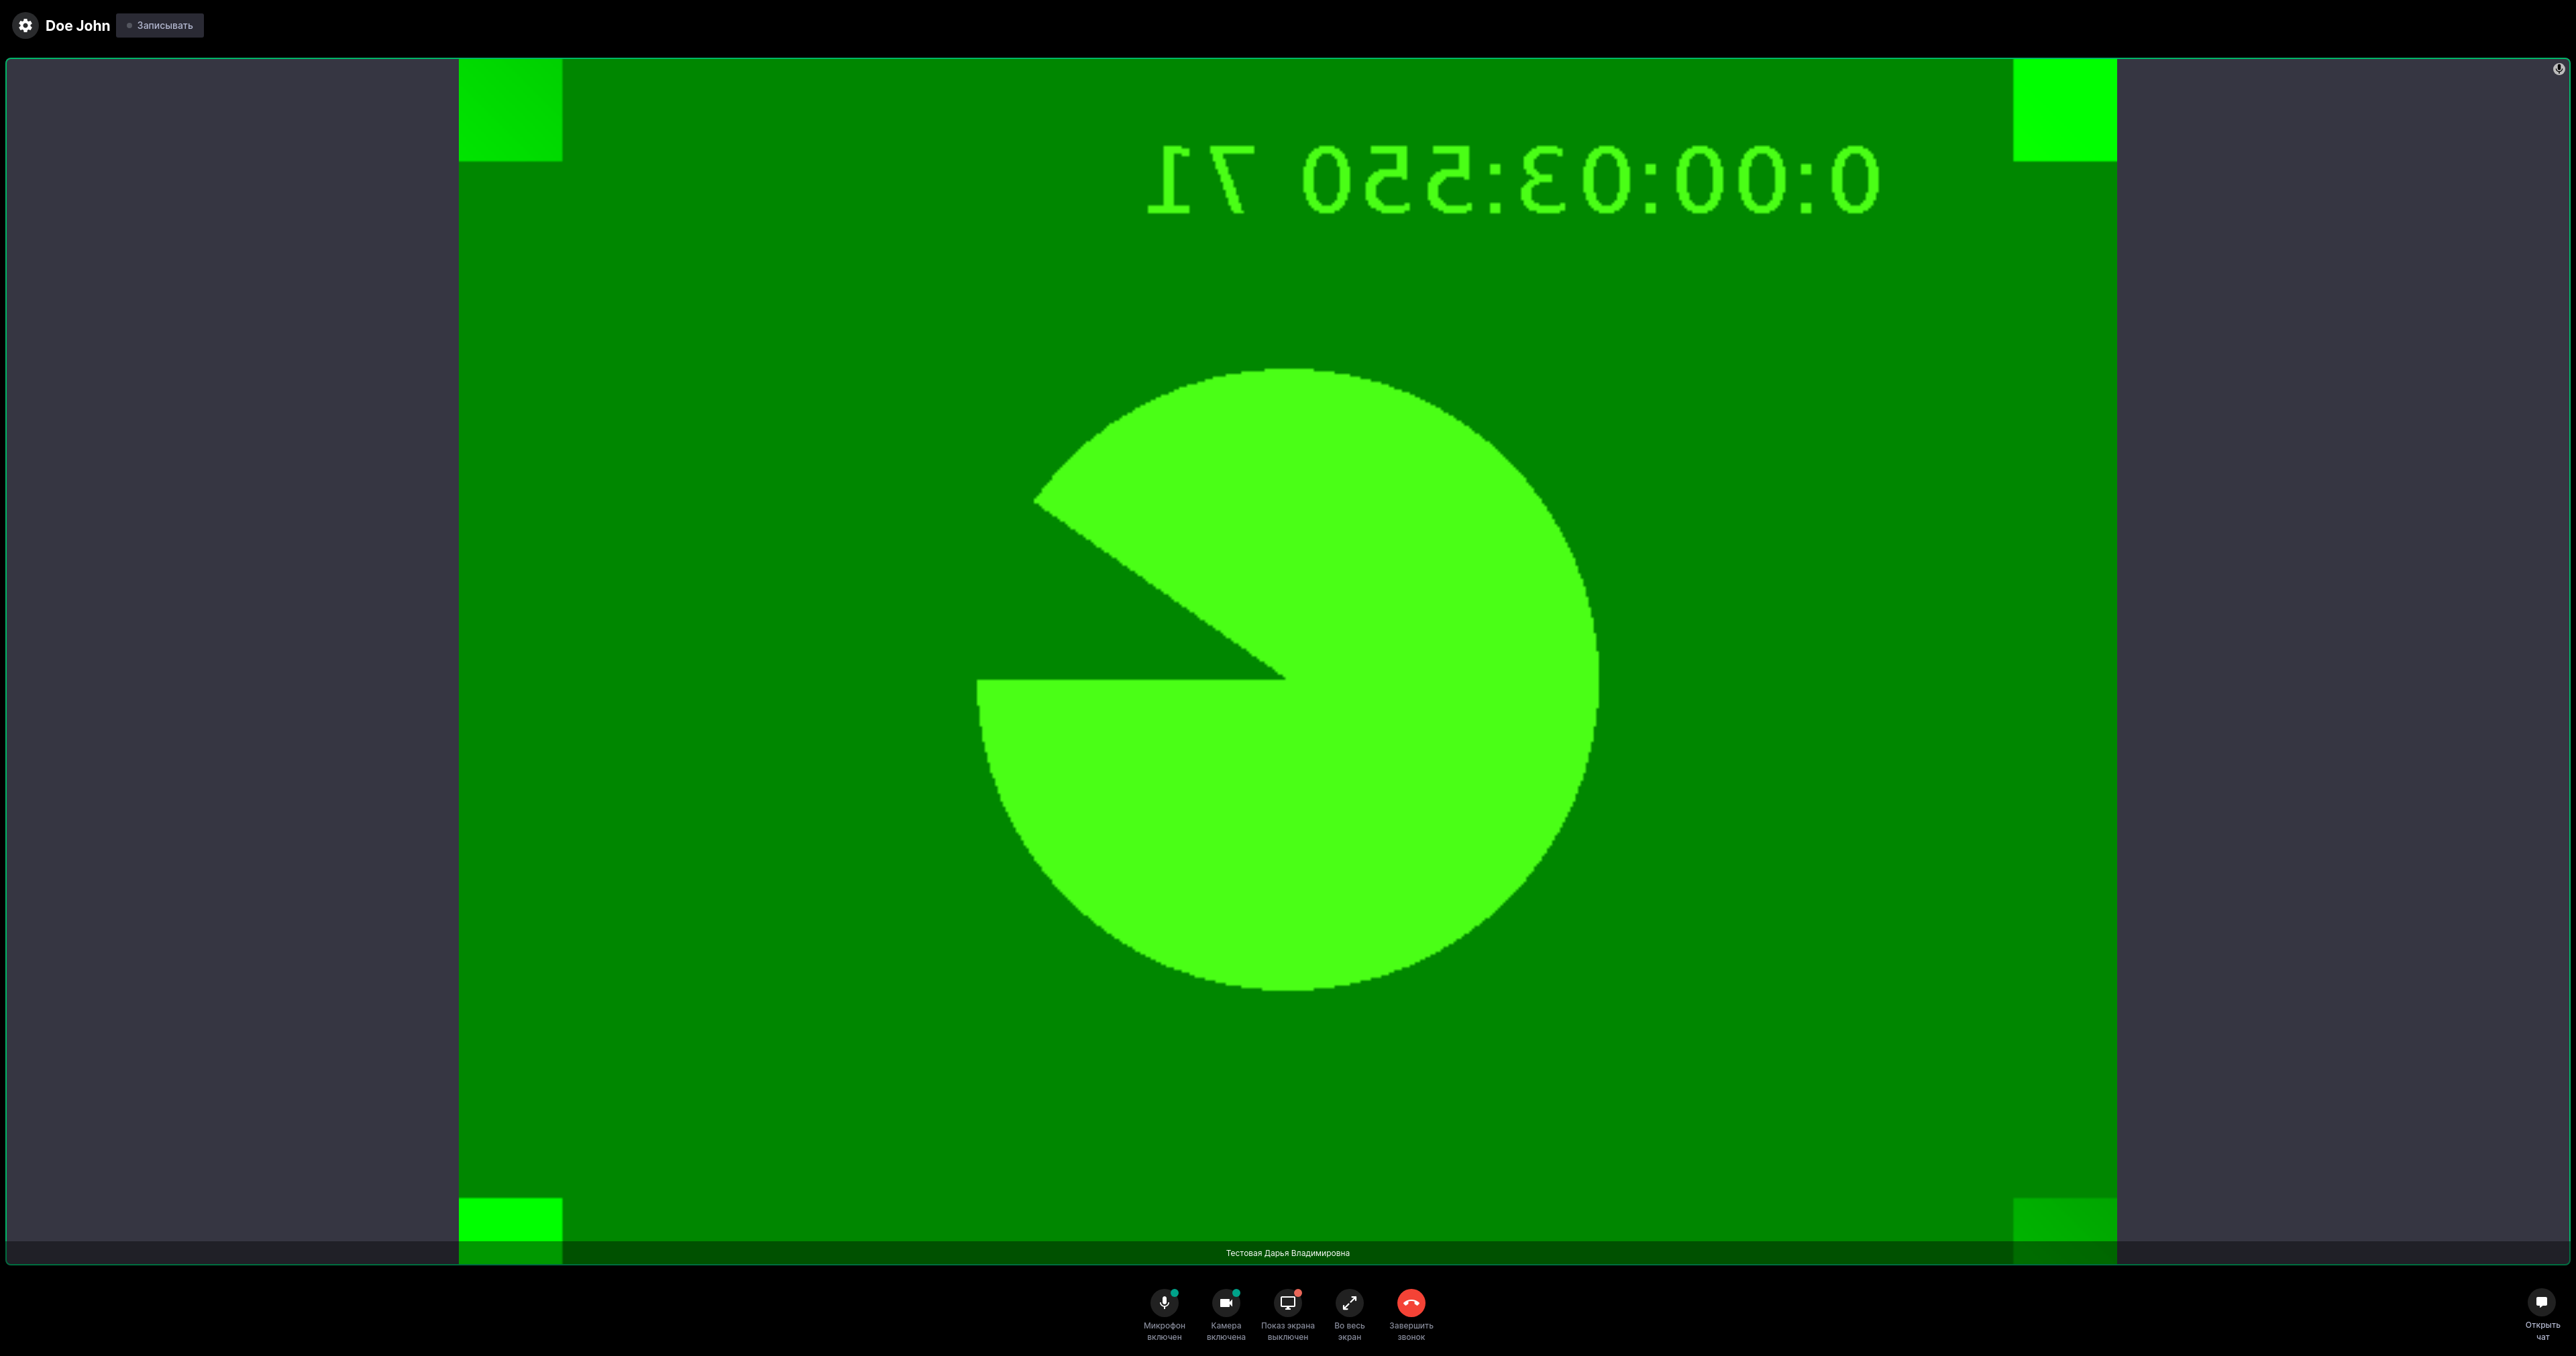 Doe John
Записывать
0:00:03:550 71
Тестовая Дарья Владимировна
Микрофон
включен
Камера
включена
Показ экрана
выключен
Во весь
экран
Завершить
звонок
Открыть
чат